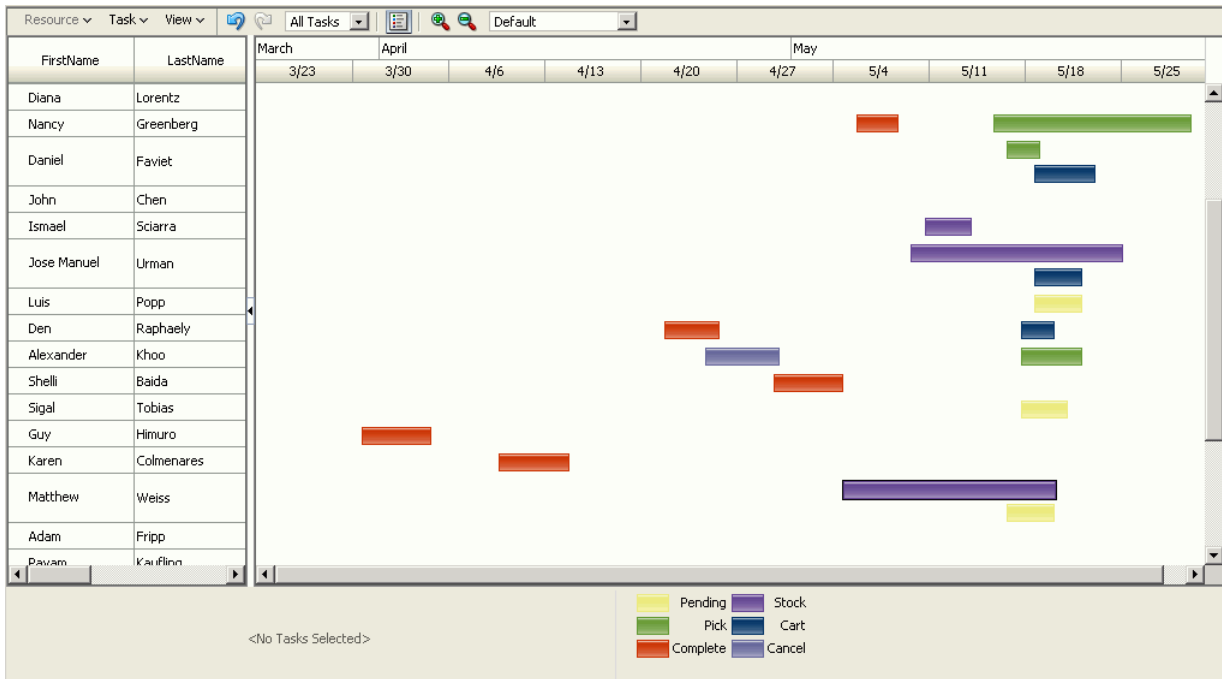 Resource Task View All Tasks Default
FirstName LastName
March April May
3/23 3/30 4/6 4/13 4/20 4/27 5/4 5/11 5/18 5/25
Diana Lorentz
Nancy Greenberg
Daniel Faviet
John Chen
Ismael Sciarra
Jose Manuel Urman
Luis Popp
Den Raphaely
Alexander Khoo
Shelli Baida
Sigal Tobias
Guy Himuro
Karen Colmenares
Matthew Weiss
Adam Fripp
Payam Kaufling
<No Tasks Selected>
Pending Stock
Pick Cart
Complete Cancel